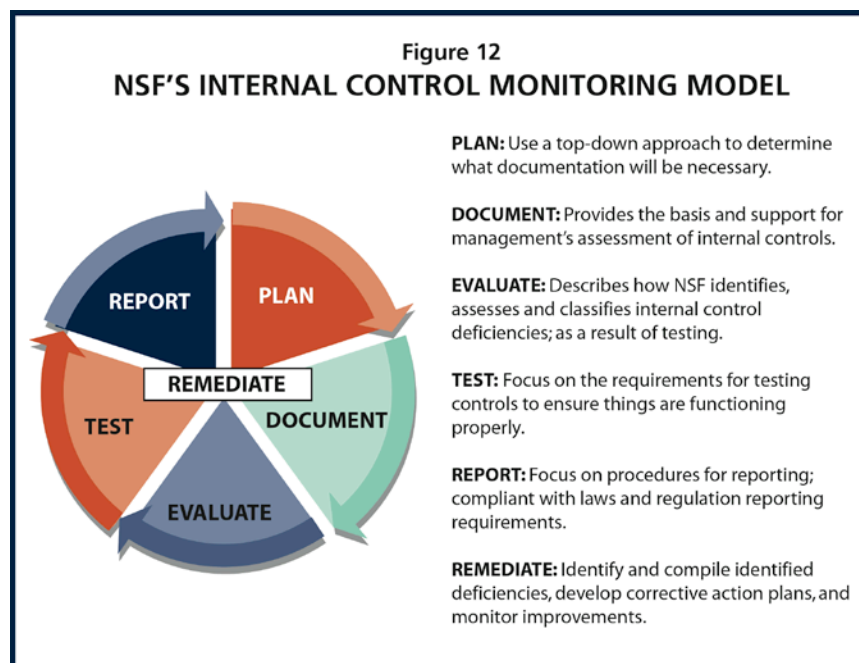 Figure 12
NSF'S INTERNAL CONTROL MONITORING MODEL
REPORT
PLAN
REMEDIATE
TEST
DOCUMENT
EVALUATE
PLAN: Use a top-down approach to determine
what documentation will be necessary.
DOCUMENT: Provides the basis and support for
management's assessment of internal controls.
EVALUATE: Describes how NSF identifies,
assesses and classifies internal control
deficiencies; as a result of testing.
TEST: Focus on the requirements for testing
controls to ensure things are functioning
properly.
REPORT: Focus on procedures for reporting;
compliant with laws and regulation reporting
requirements.
REMEDIATE: Identify and compile identified
deficiencies, develop corrective action plans, and
monitor improvements.